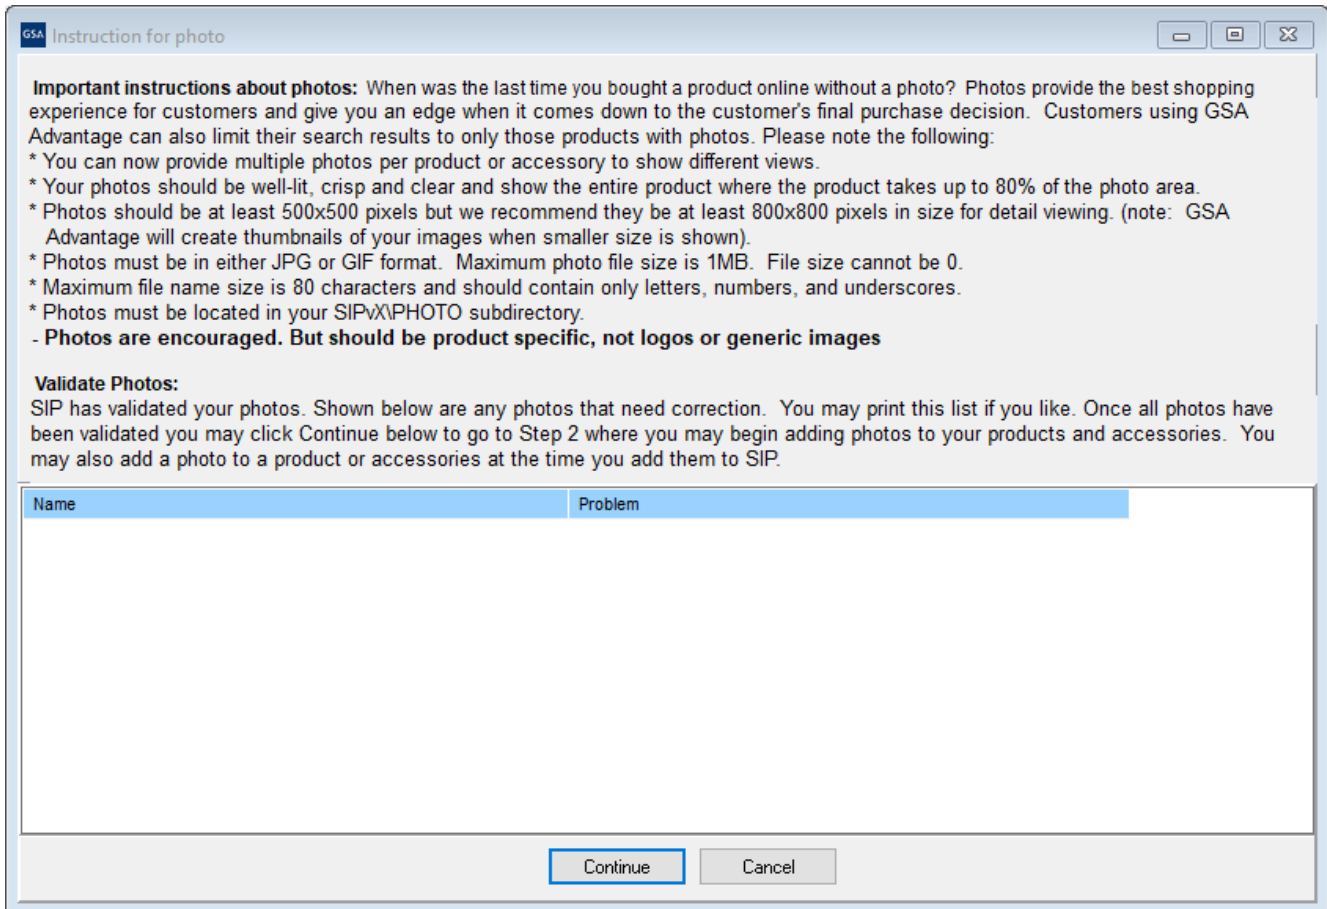 GSA Instruction for photo
Important instructions about photos: When was the last time you bought a product online without a photo? Photos provide the best shopping
experience for customers and give you an edge when it comes down to the customer's final purchase decision. Customers using GSA
Advantage can also limit their search results to only those products with photos. Please note the following:
* You can now provide multiple photos per product or accessory to show different views.
* Your photos should be well-lit, crisp and clear and show the entire product where the product takes up to 80% of the photo area.
* Photos should be at least 500x500 pixels but we recommend they be at least 800x800 pixels in size for detail viewing. (note: GSA
Advantage will create thumbnails of your images when smaller size is shown).
* Photos must be in either JPG or GIF format. Maximum photo file size is 1MB. File size cannot be 0.
* Maximum file name size is 80 characters and should contain only letters, numbers, and underscores.
* Photos must be located in your SIPvX\PHOTO subdirectory.
- Photos are encouraged. But should be product specific, not logos or generic images
Validate Photos:
SIP has validated your photos. Shown below are any photos that need correction. You may print this list if you like. Once all photos have
been validated you may click Continue below to go to Step 2 where you may begin adding photos to your products and accessories. You
may also add a photo to a product or accessories at the time you add them to SIP.
Name Problem
Continue Cancel